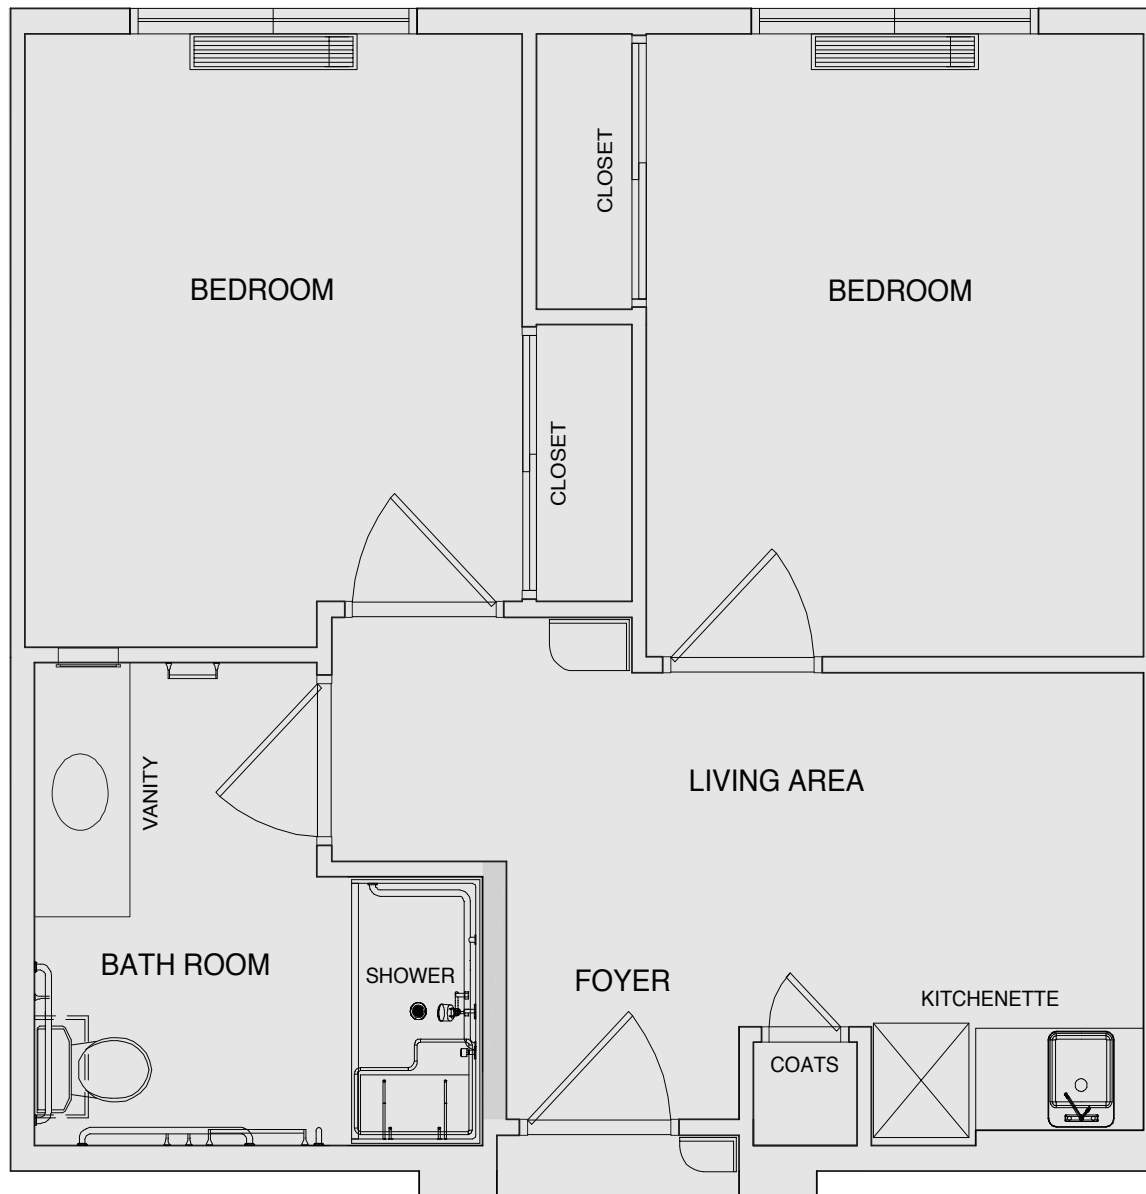 CLOSET
BEDROOM
BEDROOM
CLOSET
VANITY
LIVING AREA
BATH ROOM
SHOWER
FOYER
KITCHENETTE
COATS